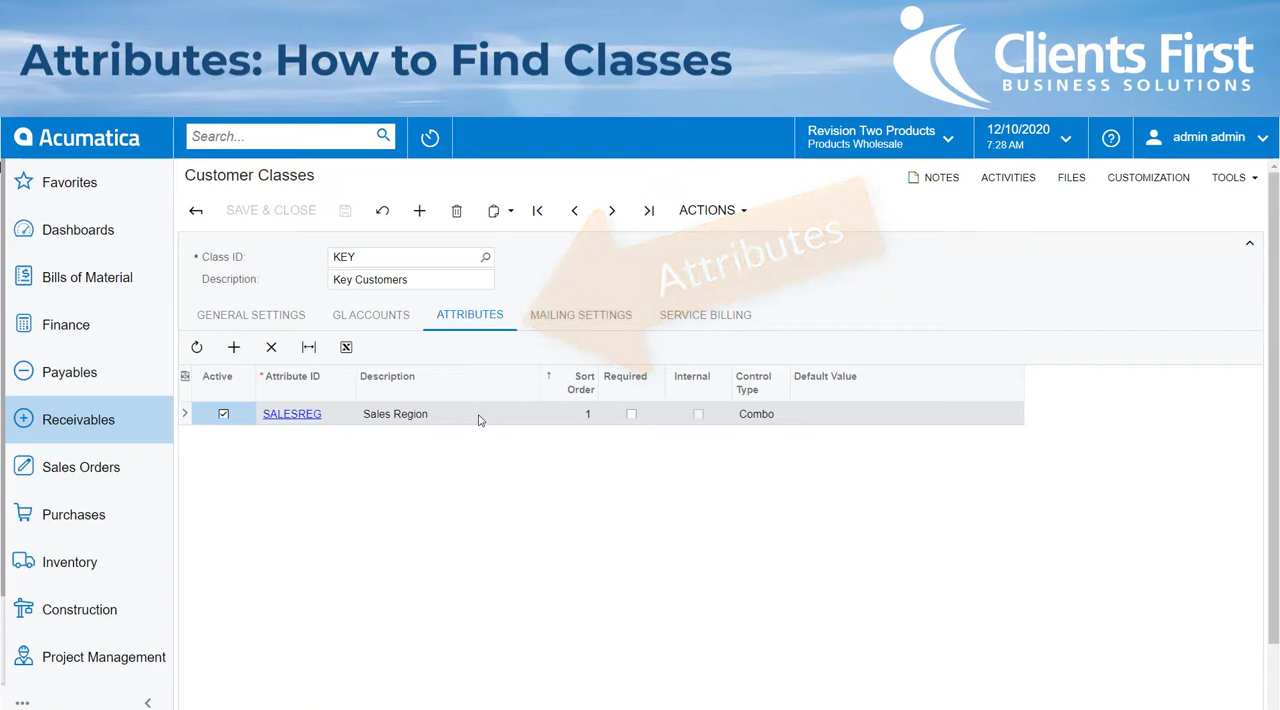 Attributes: How to Find Classes
Clients First
BUSINESS SOLUTIONS
Acumatica
Search...
Revision Two Products
Products Wholesale
12/10/2020
7:28 AM
admin admin
Favorites
Dashboards
Bills of Material
Finance
Payables
Receivables
Sales Orders
Purchases
Inventory
Construction
Project Management
Customer Classes
NOTES ACTIVITIES FILES CUSTOMIZATION TOOLS
SAVE & CLOSE ACTIONS
Attributes
* Class ID: KEY
Description: Key Customers
GENERAL SETTINGS GL ACCOUNTS ATTRIBUTES MAILING SETTINGS SERVICE BILLING
Active * Attribute ID Description Sort Order Required Internal Control Type Default Value
SALESREG Sales Region 1 Combo